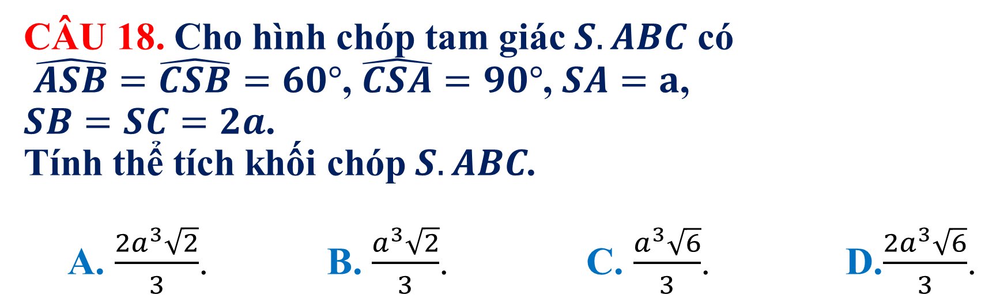 CÂU 18. Cho hình chóp tam giác S.ABC có
$\widehat{ASB} = \widehat{CSB} = 60°, \widehat{CSA} = 90°, SA = a,$
SB = SC = 2a.
Tính thể tích khối chóp S.ABC.
A. $\frac{2a^3\sqrt{2}}{3}$. B. $\frac{a^3\sqrt{2}}{3}$. C. $\frac{a^3\sqrt{6}}{3}$. D. $\frac{2a^3\sqrt{6}}{3}$.